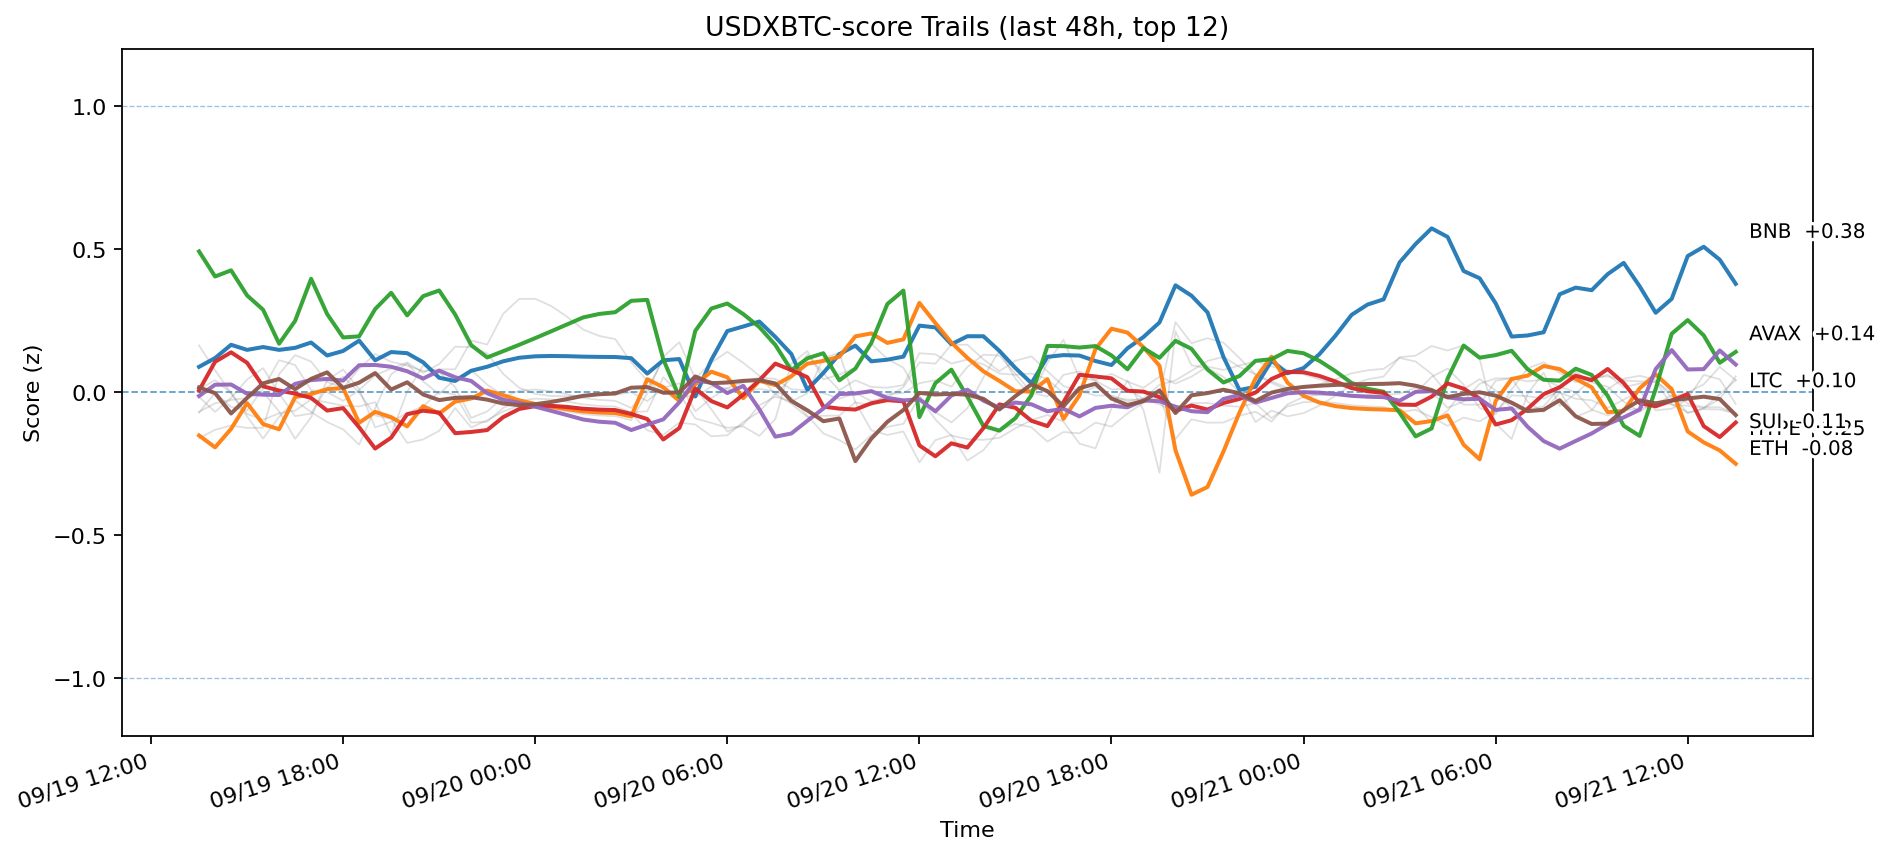 USDXBTC-score Trails (last 48h, top 12)
Score (z)
1.0
0.5
0.0
−0.5
−1.0
BNB +0.38
AVAX +0.14
LTC +0.10
SUI -0.11
ETH -0.08
09/19 12:00
09/19 18:00
09/20 00:00
09/20 06:00
09/20 12:00
09/20 18:00
09/21 00:00
09/21 06:00
09/21 12:00
Time